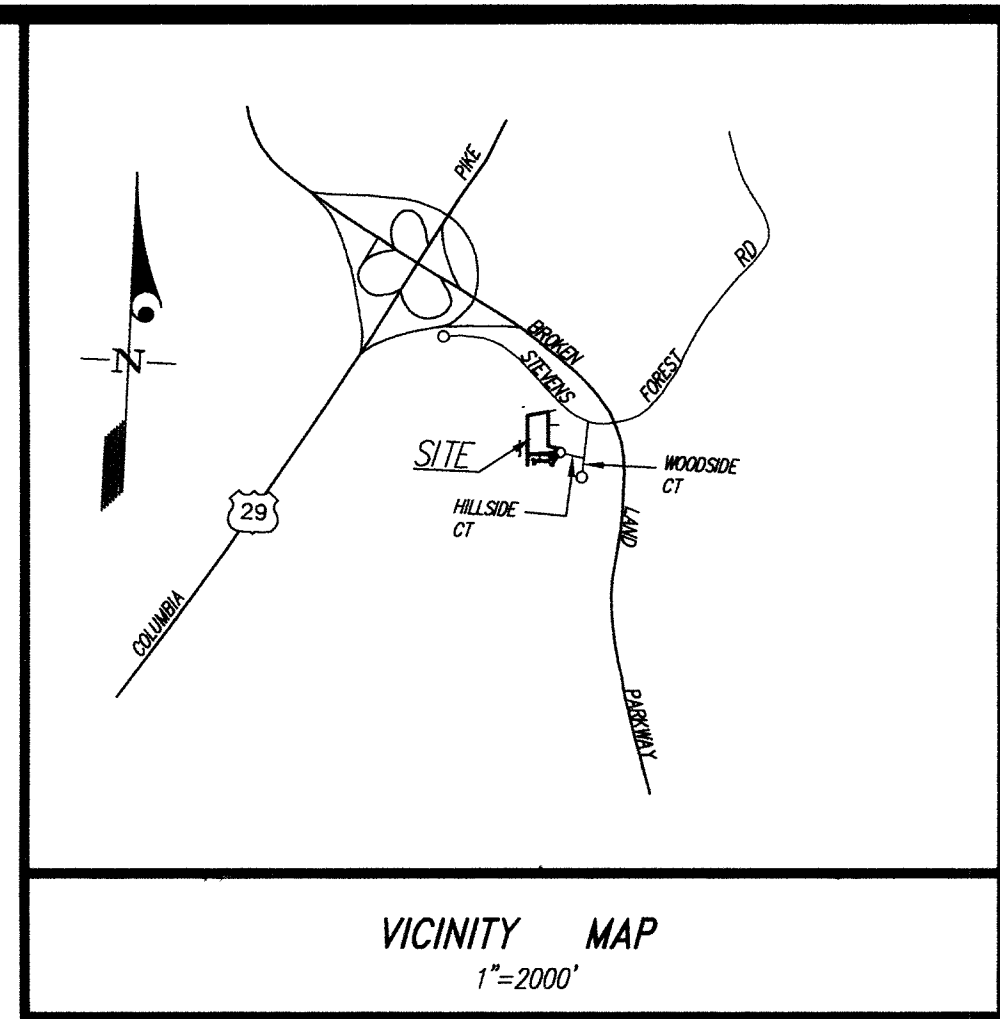 PIKE
RD
N
BROKEN
STEVENS
FOREST
SITE
WOODSIDE
CT
HILLSIDE
CT
29
LAND
COLUMBIA
PARKWAY
VICINITY MAP
1"=2000'